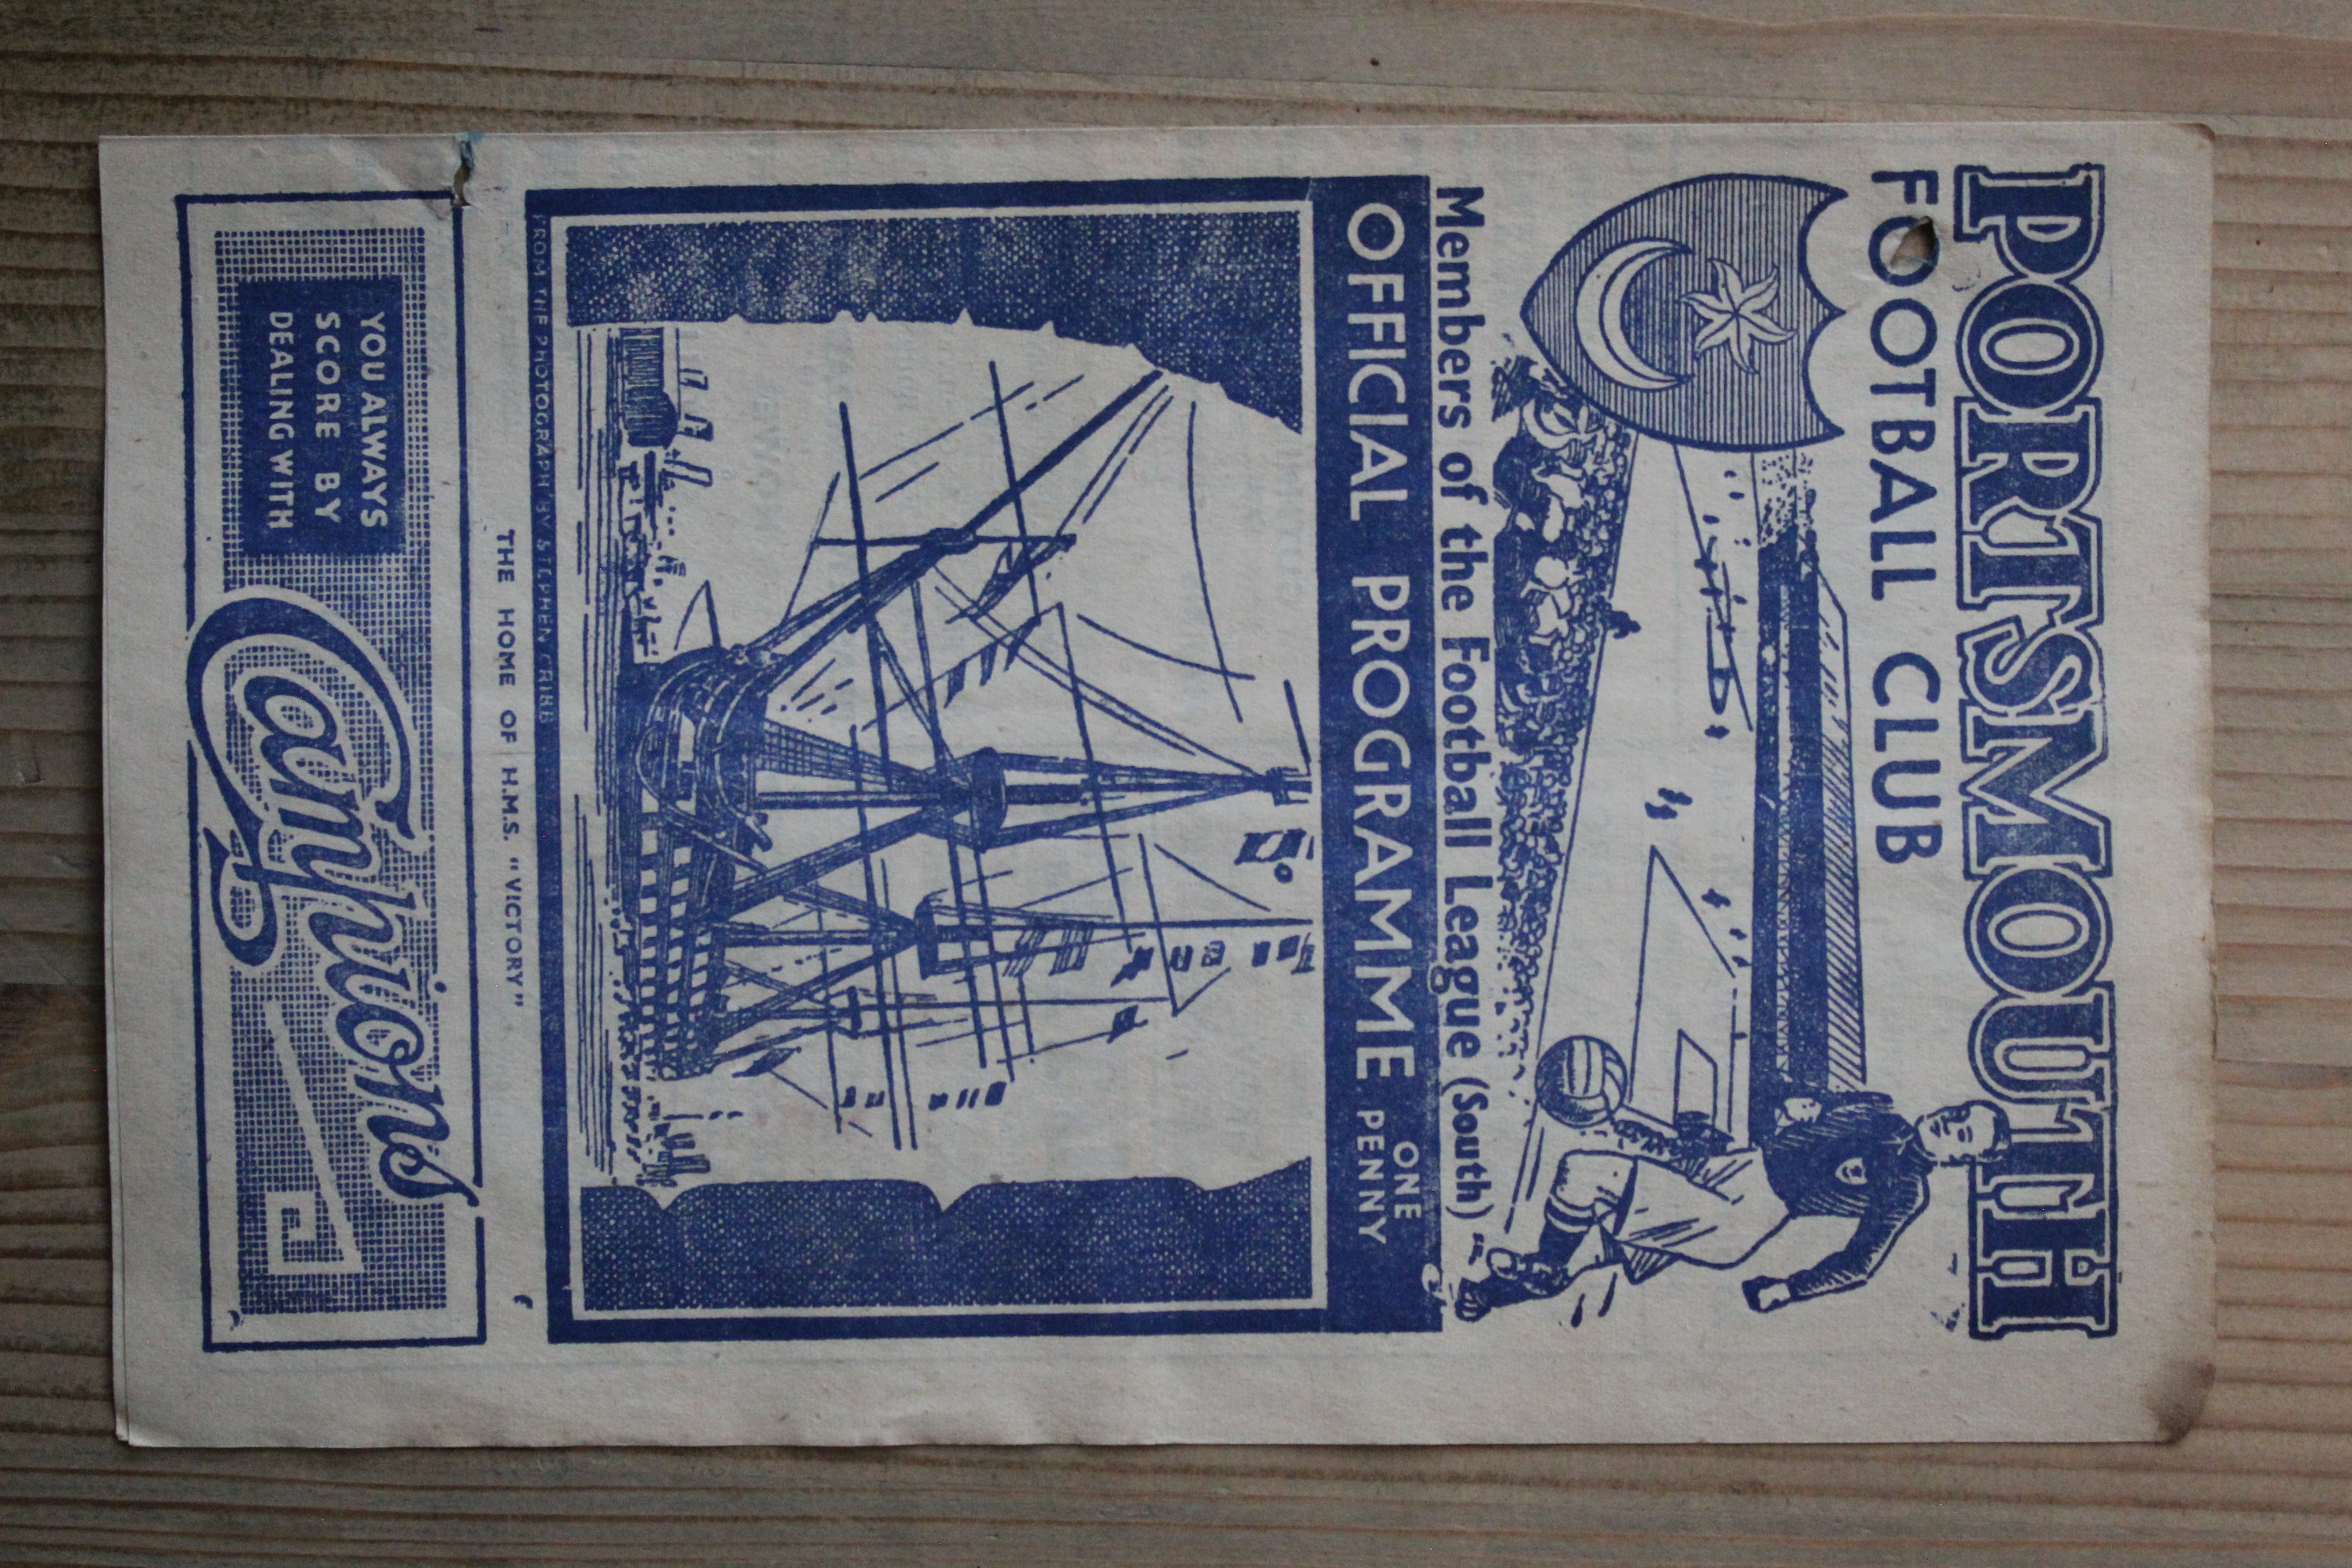 PORTSMOUTH
FOOTBALL CLUB
Members of the Football League (South)
OFFICIAL PROGRAMME ONE PENNY
FROM THE PHOTOGRAPH BY STEPHEN CRIBB
THE HOME OF H.M.S. "VICTORY"
YOU ALWAYS
SCORE BY
DEALING WITH
Campions